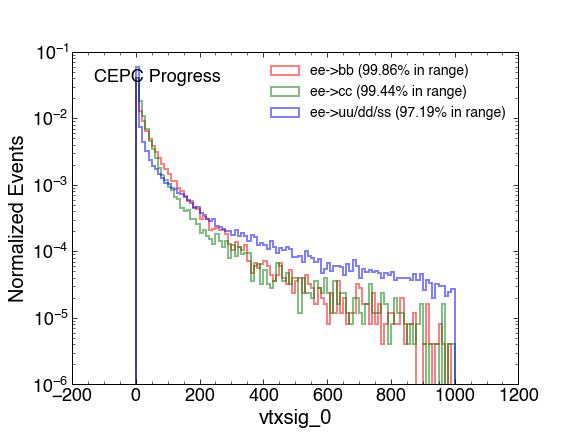 CEPC Progress
ee->bb (99.86% in range)
ee->cc (99.44% in range)
ee->uu/dd/ss (97.19% in range)
Normalized Events
10⁻¹
10⁻²
10⁻³
10⁻⁴
10⁻⁵
10⁻⁶
−200 0 200 400 600 800 1000 1200
vtxsig_0